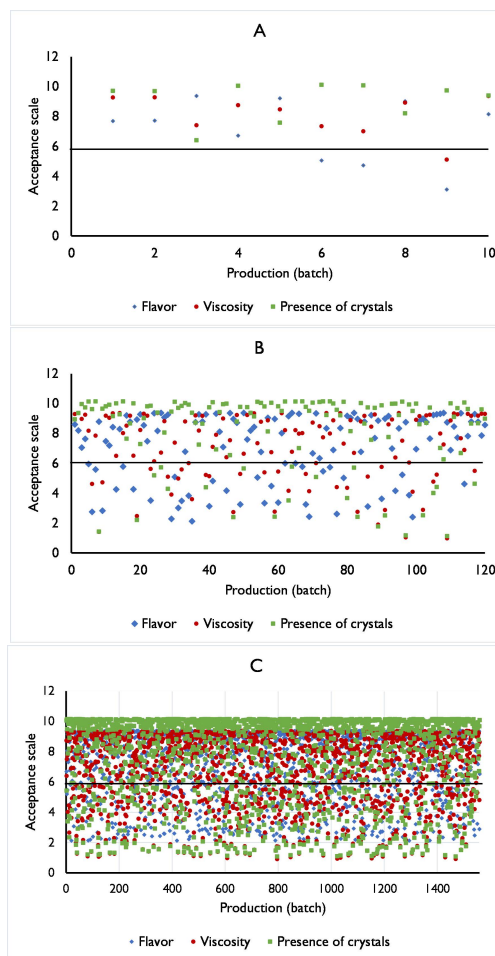 A
12
10
8
6
4
2
0
Acceptance scale
0 2 4 6 8 10
Production (batch)
Flavor Viscosity Presence of crystals
B
12
10
8
6
4
2
0
Acceptance scale
0 20 40 60 80 100 120
Production (batch)
Flavor Viscosity Presence of crystals
C
12
10
8
6
4
2
0
Acceptance scale
0 200 400 600 800 1000 1200 1400
Production (batch)
Flavor Viscosity Presence of crystals